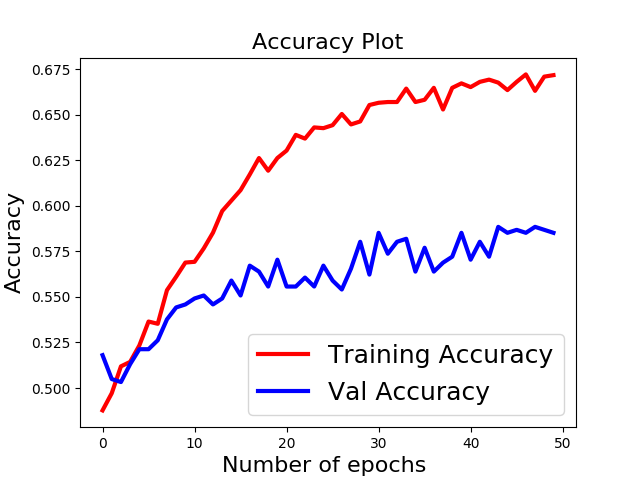 Accuracy Plot
Accuracy
0.675
0.650
0.625
0.600
0.575
0.550
0.525
0.500
Training Accuracy
Val Accuracy
0 10 20 30 40 50
Number of epochs